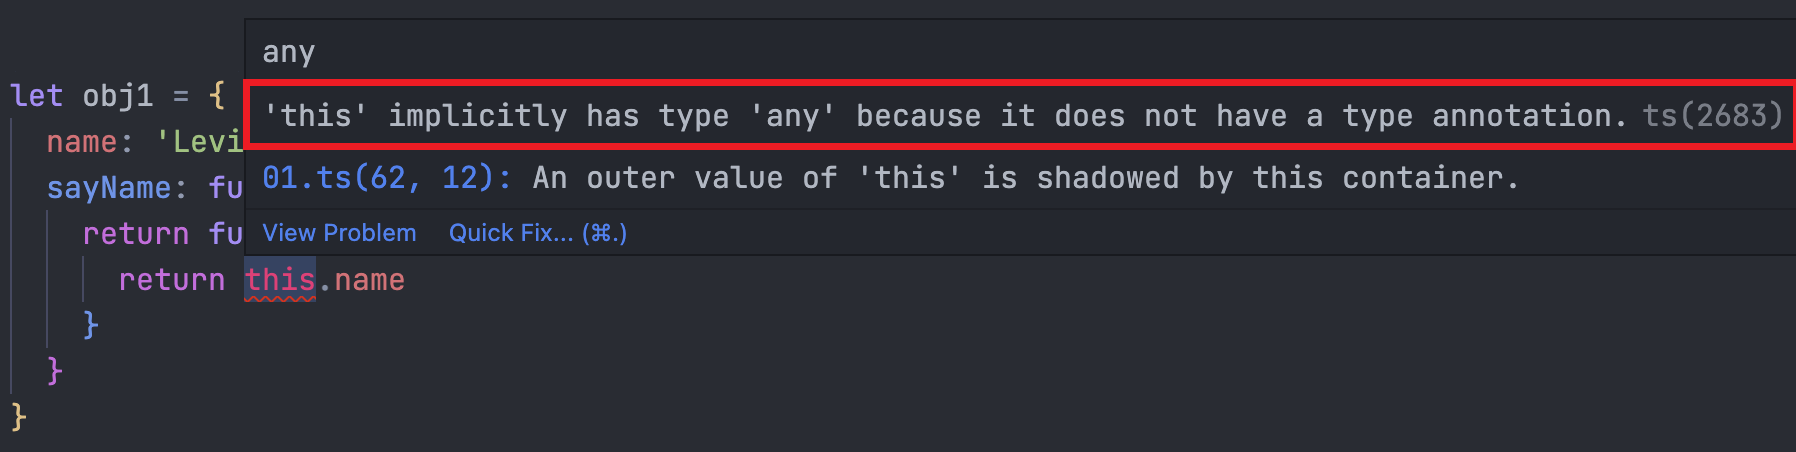 any
let obj1 = {
'this' implicitly has type 'any' because it does not have a type annotation. ts(2683)
name: 'Levi
01.ts(62, 12): An outer value of 'this' is shadowed by this container.
sayName: fu
return fu
View Problem Quick Fix... (⌘.)
return this.name
}
}
}